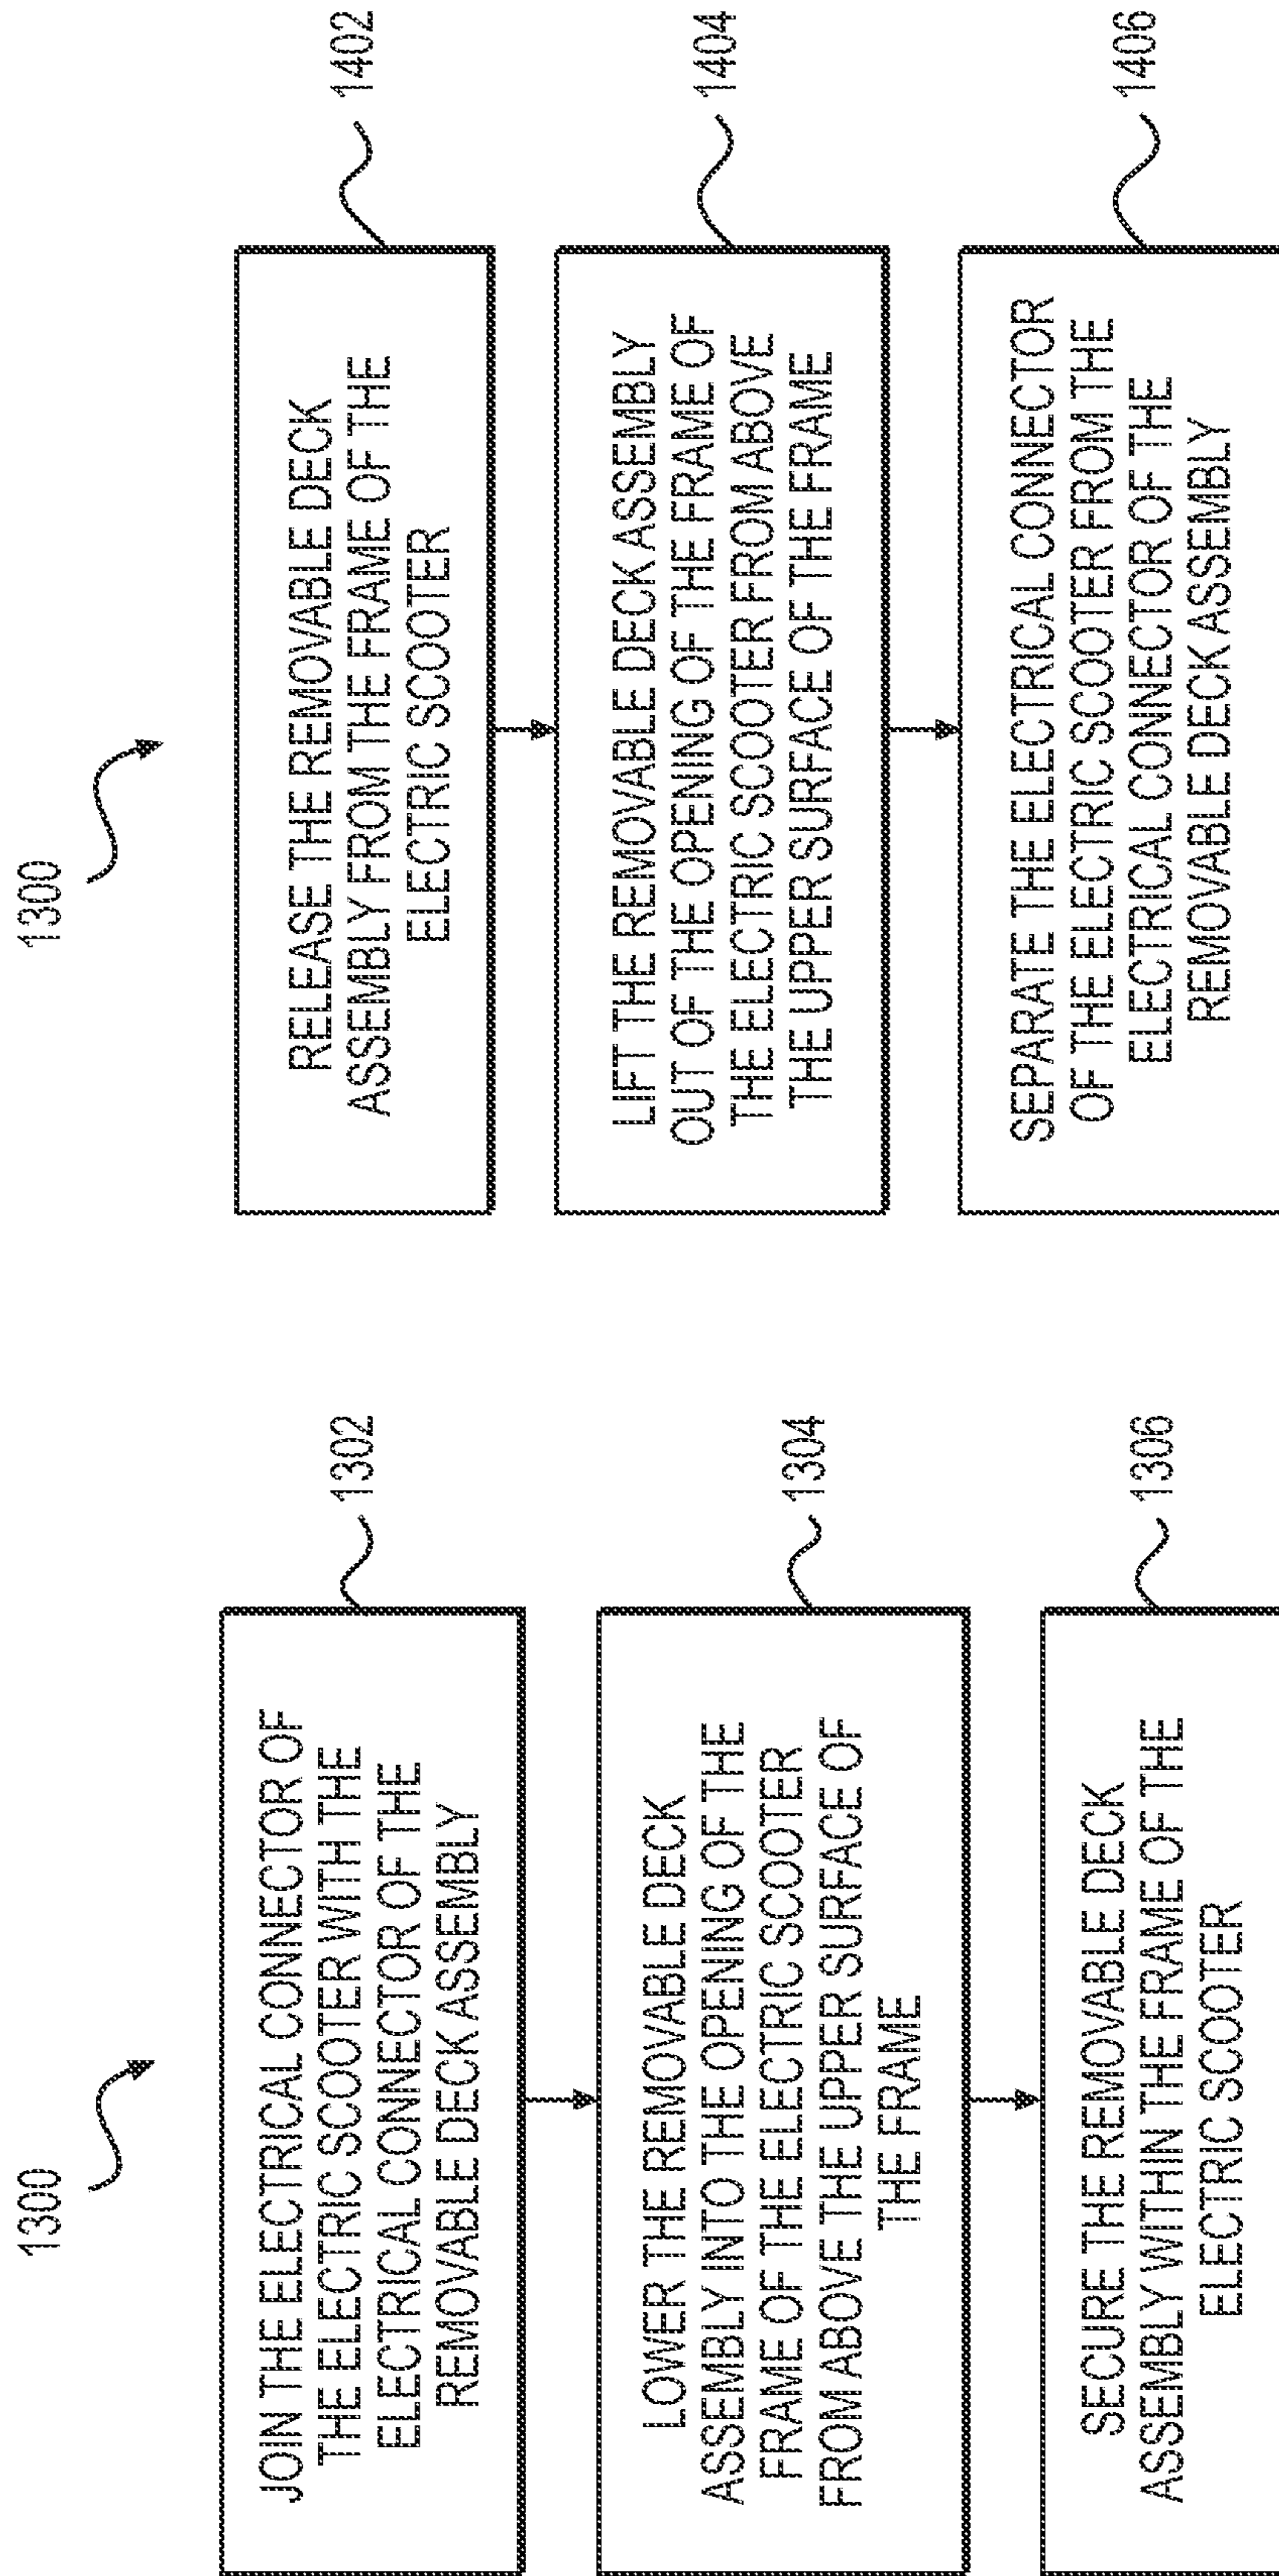 1300
JOIN THE ELECTRICAL CONNECTOR OF
THE ELECTRIC SCOOTER WITH THE
ELECTRICAL CONNECTOR OF THE
REMOVABLE DECK ASSEMBLY
1302
LOWER THE REMOVABLE DECK
ASSEMBLY INTO THE OPENING OF THE
FRAME OF THE ELECTRIC SCOOTER
FROM ABOVE THE UPPER SURFACE OF
THE FRAME
1304
SECURE THE REMOVABLE DECK
ASSEMBLY WITHIN THE FRAME OF THE
ELECTRIC SCOOTER
1306
1300
RELEASE THE REMOVABLE DECK
ASSEMBLY FROM THE FRAME OF THE
ELECTRIC SCOOTER
1402
LIFT THE REMOVABLE DECK ASSEMBLY
OUT OF THE OPENING OF THE FRAME OF
THE ELECTRIC SCOOTER FROM ABOVE
THE UPPER SURFACE OF THE FRAME
1404
SEPARATE THE ELECTRICAL CONNECTOR
OF THE ELECTRIC SCOOTER FROM THE
ELECTRICAL CONNECTOR OF THE
REMOVABLE DECK ASSEMBLY
1406